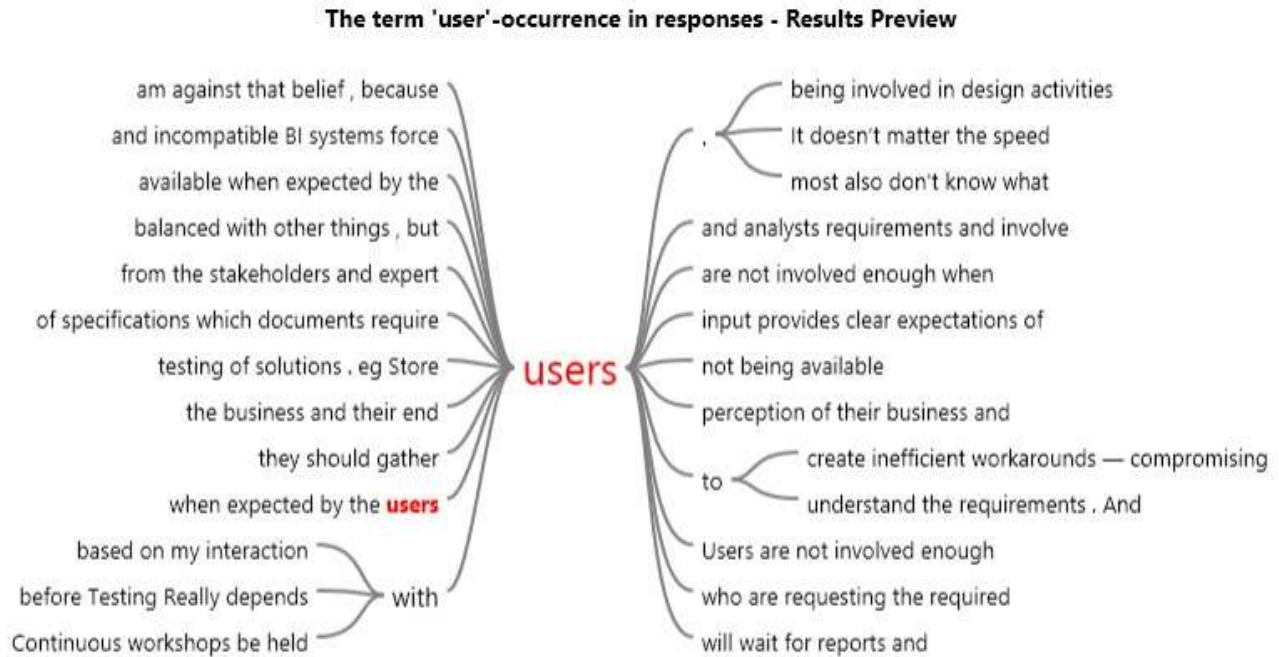 The term 'user'-occurrence in responses - Results Preview
am against that belief , because
and incompatible BI systems force
available when expected by the
balanced with other things , but
from the stakeholders and expert
of specifications which documents require
testing of solutions . eg Store
the business and their end
they should gather
when expected by the users
based on my interaction
before Testing Really depends
Continuous workshops be held
with
users
,
being involved in design activities
It doesn't matter the speed
most also don't know what
and analysts requirements and involve
are not involved enough when
input provides clear expectations of
not being available
perception of their business and
to
create inefficient workarounds — compromising
understand the requirements . And
Users are not involved enough
who are requesting the required
will wait for reports and